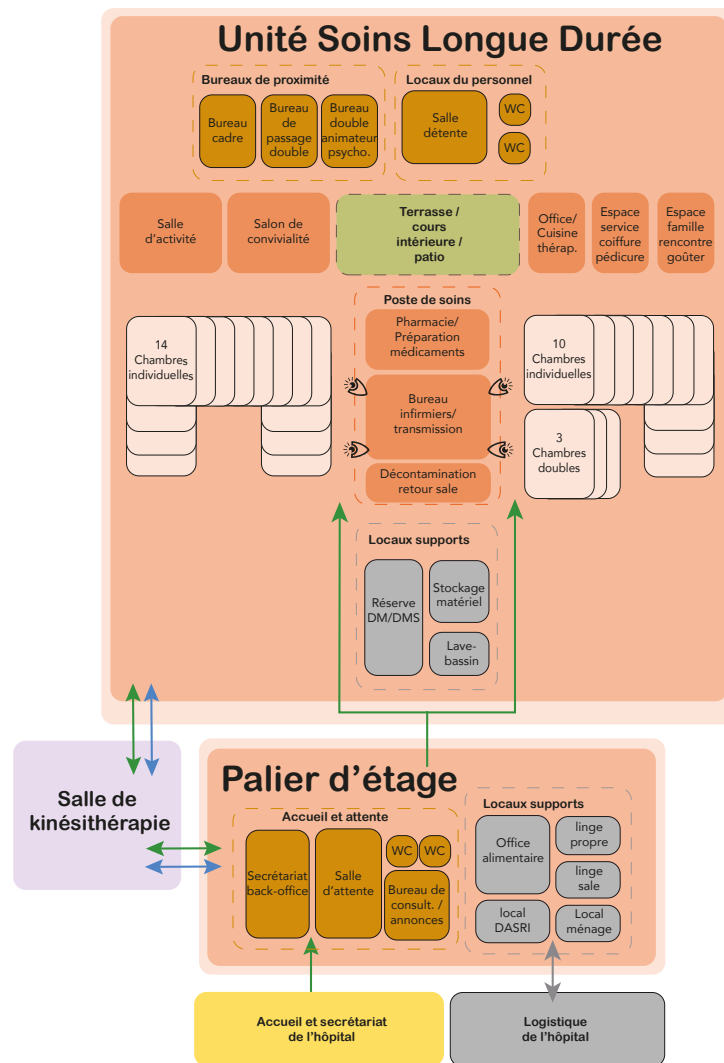 Unité Soins Longue Durée
Bureaux de proximité
Bureau
cadre
Bureau
de
passage
double
Bureau
double
animateur
psycho.
Locaux du personnel
Salle
détente
WC
WC
Salle
d'activité
Salon de
convivialité
Terrasse /
cours
intérieure /
patio
Office/
Cuisine
thérap.
Espace
service
coiffure
pédicure
Espace
famille
rencontre
goûter
14
Chambres
individuelles
Poste de soins
Pharmacie/
Préparation
médicaments
Bureau
infirmiers/
transmission
Décontamination
retour sale
10
Chambres
individuelles
3
Chambres
doubles
Locaux supports
Réserve
DM/DMS
Stockage
matériel
Lave-
bassin
Salle de
kinésithérapie
Palier d'étage
Accueil et attente
Secrétariat
back-office
Salle
d'attente
WC
WC
Bureau de
consult. /
annonces
Locaux supports
Office
alimentaire
linge
propre
linge
sale
local
DASRI
Local
ménage
Accueil et secrétariat
de l'hôpital
Logistique
de l'hôpital